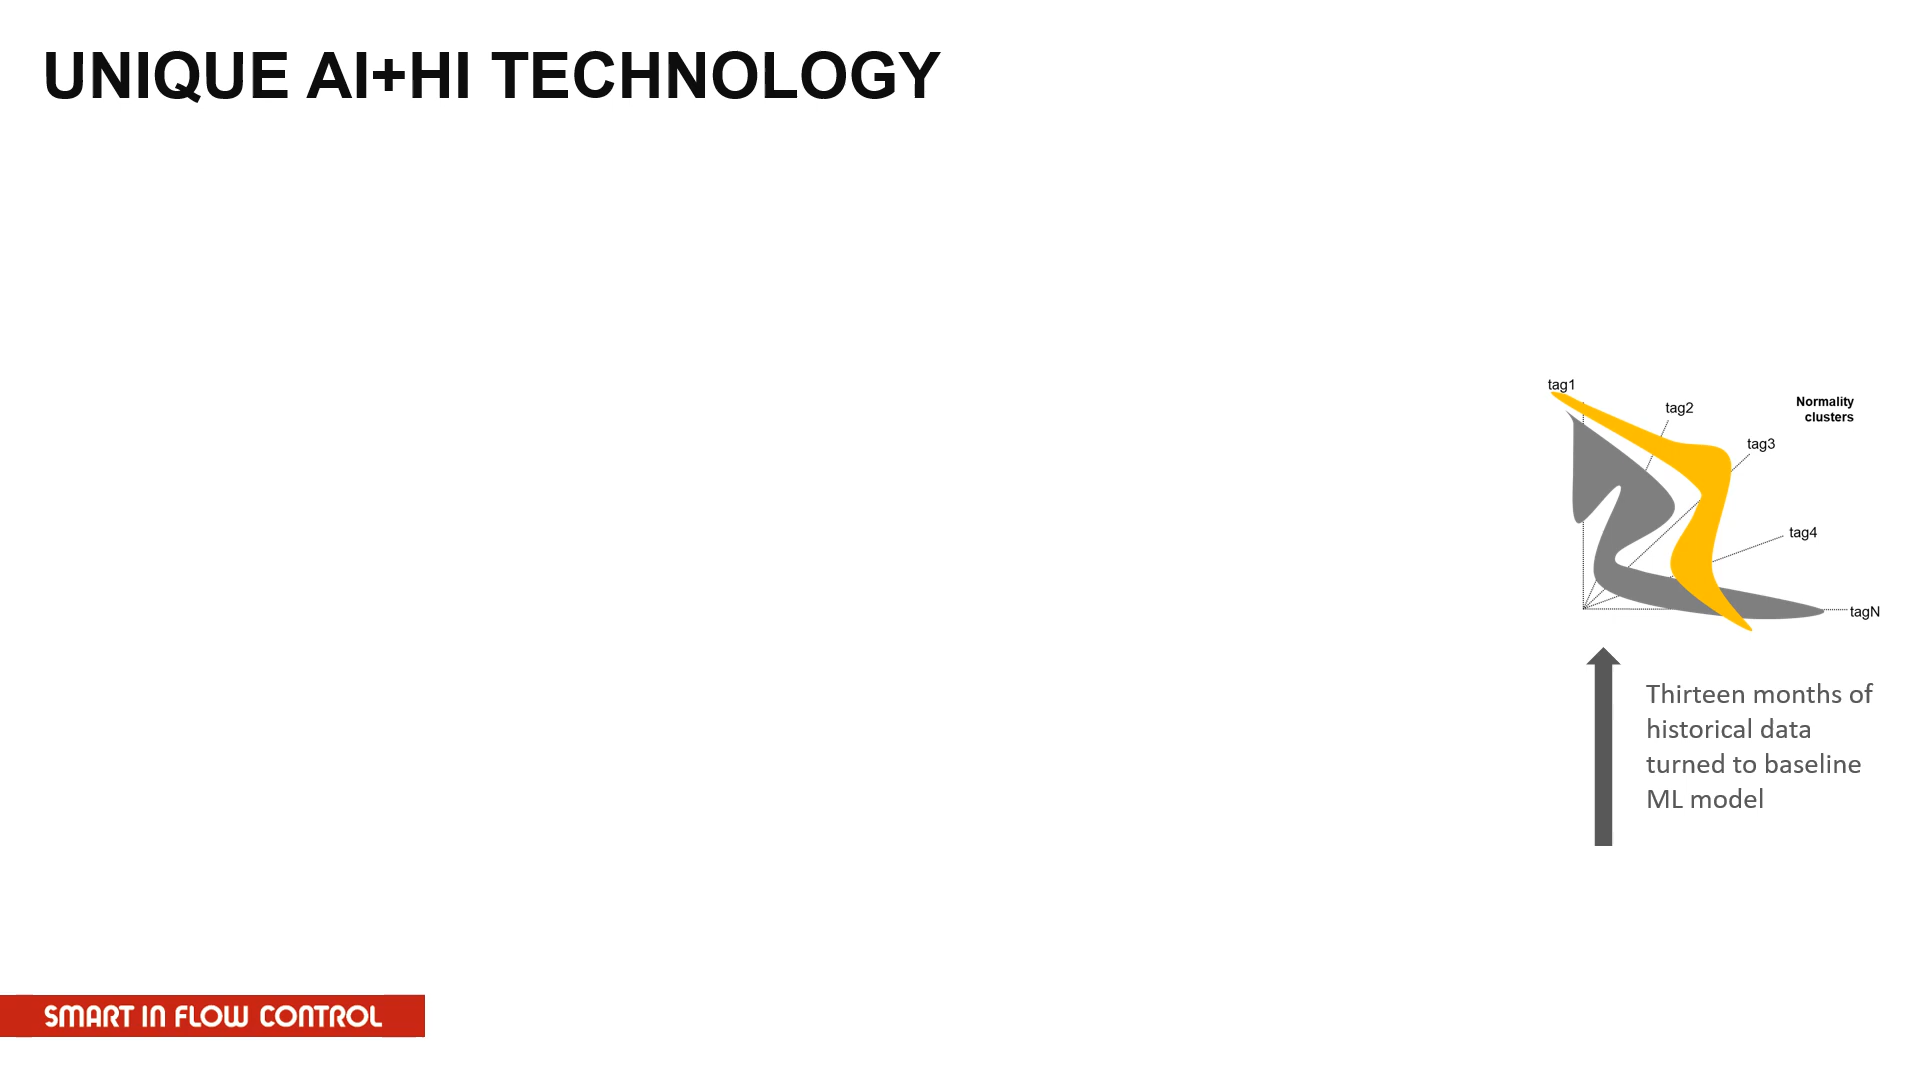 UNIQUE AI+HI TECHNOLOGY
tag1
tag2
Normality
clusters
tag3
tag4
tagN
Thirteen months of
historical data
turned to baseline
ML model
SMART IN FLOW CONTROL